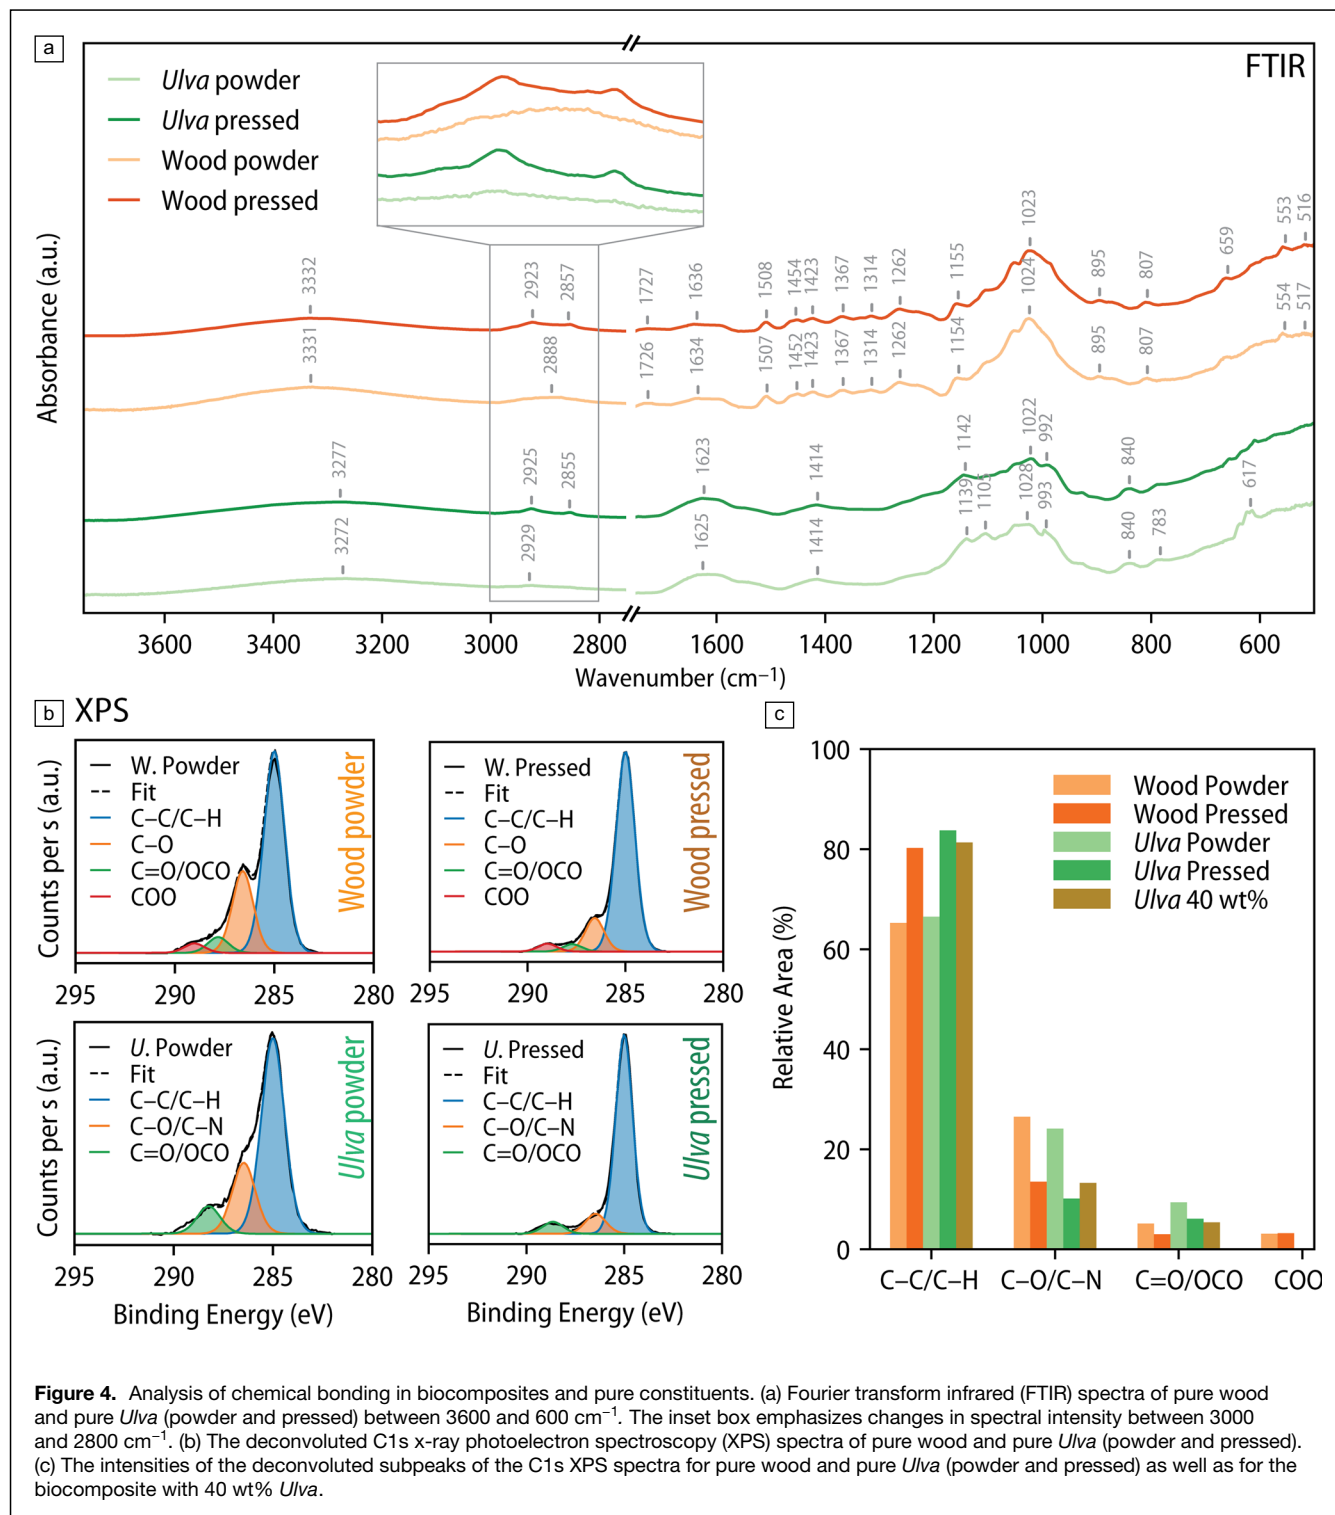 a
FTIR
Ulva powder
Ulva pressed
Wood powder
Wood pressed
Absorbance (a.u.)
3332 2923 2857 1727 1636 1508 1454 1423 1367 1314 1262 1155 1023 895 807 659 553 516
3331 2888 1726 1634 1507 1452 1423 1367 1314 1262 1154 1024 895 807 554 517
3277 2925 2855 1623 1414 1142 1022 992 840
3272 2929 1625 1414 1139 1105 1028 993 840 783 617
3600 3400 3200 3000 2800 1600 1400 1200 1000 800 600
Wavenumber (cm⁻¹)
b XPS
Counts per s (a.u.)
W. Powder
Fit
C–C/C–H
C–O
C=O/OCO
COO
Wood powder
295 290 285 280
W. Pressed
Fit
C–C/C–H
C–O
C=O/OCO
COO
Wood pressed
295 290 285 280
Counts per s (a.u.)
U. Powder
Fit
C–C/C–H
C–O/C–N
C=O/OCO
Ulva powder
295 290 285 280
Binding Energy (eV)
U. Pressed
Fit
C–C/C–H
C–O/C–N
C=O/OCO
Ulva pressed
295 290 285 280
Binding Energy (eV)
c
Relative Area (%)
100
80
60
40
20
0
Wood Powder
Wood Pressed
Ulva Powder
Ulva Pressed
Ulva 40 wt%
C–C/C–H C–O/C–N C=O/OCO COO
Figure 4. Analysis of chemical bonding in biocomposites and pure constituents. (a) Fourier transform infrared (FTIR) spectra of pure wood
and pure Ulva (powder and pressed) between 3600 and 600 cm⁻¹. The inset box emphasizes changes in spectral intensity between 3000
and 2800 cm⁻¹. (b) The deconvoluted C1s x-ray photoelectron spectroscopy (XPS) spectra of pure wood and pure Ulva (powder and pressed).
(c) The intensities of the deconvoluted subpeaks of the C1s XPS spectra for pure wood and pure Ulva (powder and pressed) as well as for the
biocomposite with 40 wt% Ulva.